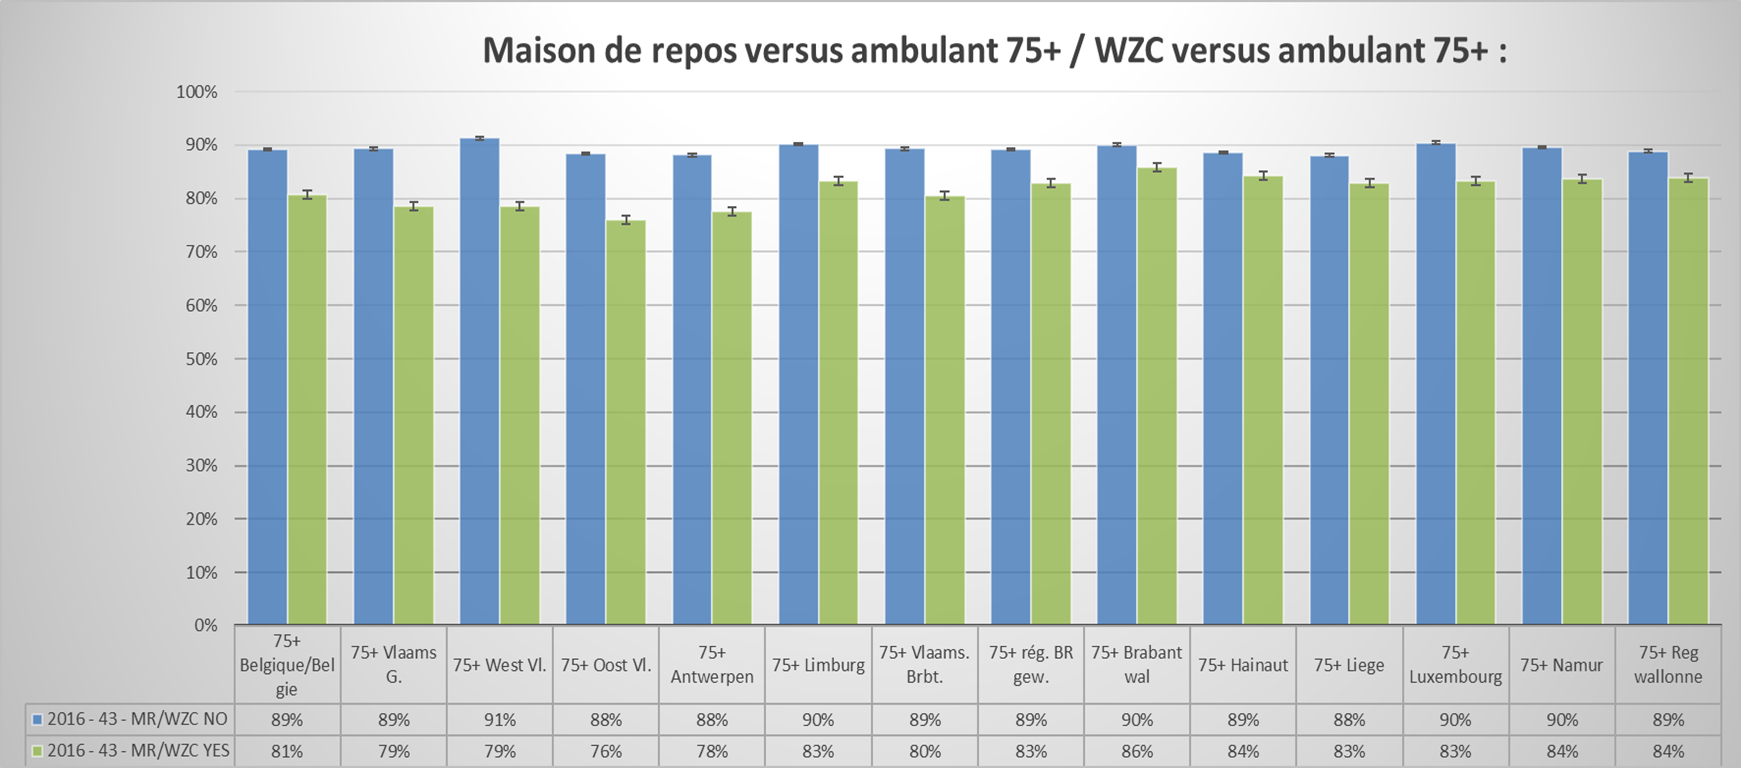 Maison de repos versus ambulant 75+ / WZC versus ambulant 75+ :
100%
90%
80%
70%
60%
50%
40%
30%
20%
10%
0%
75+ Belgique/Bel gie
75+ Vlaams G.
75+ West Vl.
75+ Oost Vl.
75+ Antwerpen
75+ Limburg
75+ Vlaams. Brbt.
75+ rég. BR gew.
75+ Brabant wal
75+ Hainaut
75+ Liege
75+ Luxembourg
75+ Namur
75+ Reg wallonne
2016 - 43 - MR/WZC NO 89% 89% 91% 88% 88% 90% 89% 89% 90% 89% 88% 90% 90% 89%
2016 - 43 - MR/WZC YES 81% 79% 79% 76% 78% 83% 80% 83% 86% 84% 83% 83% 84% 84%